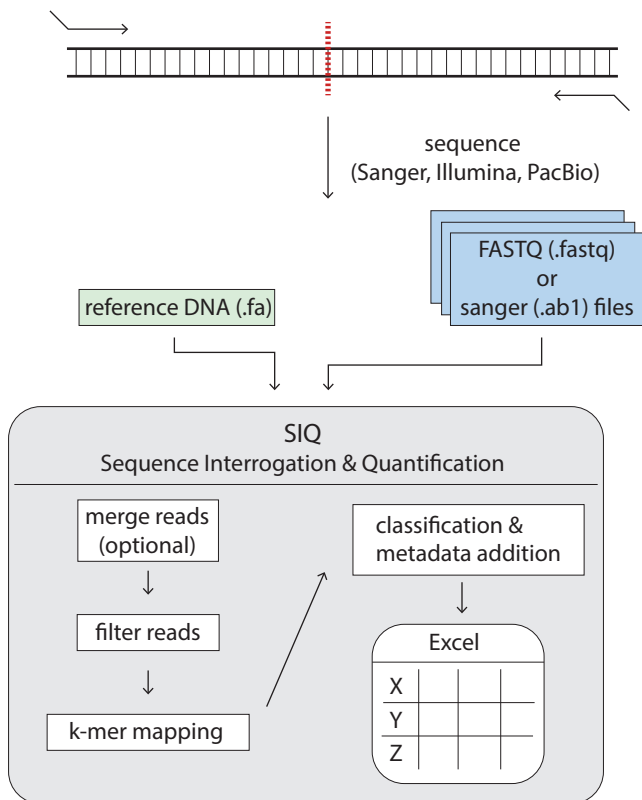 sequence
(Sanger, Illumina, PacBio)
FASTQ (.fastq)
or
sanger (.ab1) files
reference DNA (.fa)
SIQ
Sequence Interrogation & Quantification
merge reads
(optional)
filter reads
k-mer mapping
classification &
metadata addition
Excel
X
Y
Z